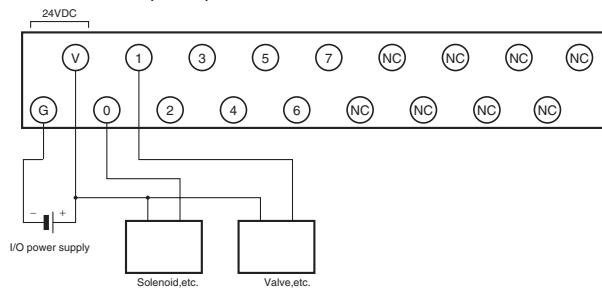 24VDC
V 1 3 5 7 NC NC NC NC
G 0 2 4 6 NC NC NC NC
− +
I/O power supply
Solenoid,etc. Valve,etc.